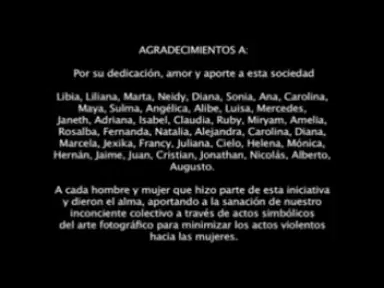 AGRADECIMIENTOS A:
Por su dedicación, amor y aporte a esta sociedad
Libia, Liliana, Marta, Neidy, Diana, Sonia, Ana, Carolina,
Maya, Sulma, Angélica, Alibe, Luisa, Mercedes,
Janeth, Adriana, Isabel, Claudia, Ruby, Miryam, Amelia,
Rosalba, Fernanda, Natalia, Alejandra, Carolina, Diana,
Marcela, Jexika, Francy, Juliana, Cielo, Helena, Mónica,
Hernán, Jaime, Juan, Cristian, Jonathan, Nicolás, Alberto,
Augusto.
A cada hombre y mujer que hizo parte de esta iniciativa
y dieron el alma, aportando a la sanación de nuestro
inconciente colectivo a través de actos simbólicos
del arte fotográfico para minimizar los actos violentos
hacia las mujeres.